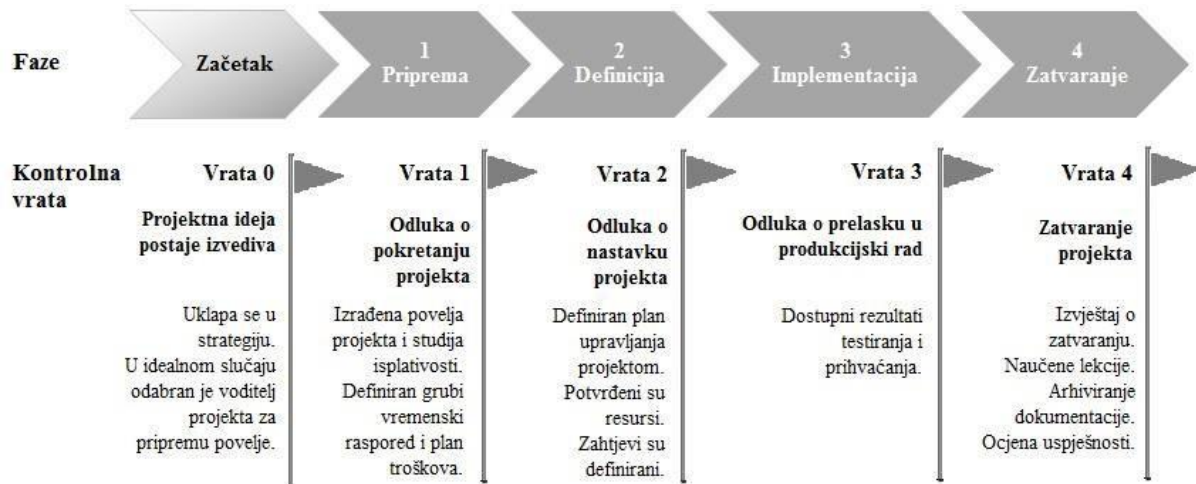 Faze
Začetak
1
Priprema
2
Definicija
3
Implementacija
4
Zatvaranje
Kontrolna
vrata
Vrata 0
Projektna ideja
postaje izvediva
Uklapa se u
strategiju.
U idealnom slučaju
odabran je voditelj
projekta za
pripremu povelje.
Vrata 1
Odluka o
pokretanju
projekta
Izrađena povelja
projekta i studija
isplativosti.
Definiran grubi
vremenski
raspored i plan
troškova.
Vrata 2
Odluka o
nastavku
projekta
Definiran plan
upravljanja
projektom.
Potvrđeni su
resursi.
Zahtjevi su
definirani.
Vrata 3
Odluka o prelasku u
produkcijski rad
Dostupni rezultati
testiranja i
prihvaćanja.
Vrata 4
Zatvaranje
projekta
Izvještaj o
zatvaranju.
Naučene lekcije.
Arhiviranje
dokumentacije.
Ocjena uspješnosti.